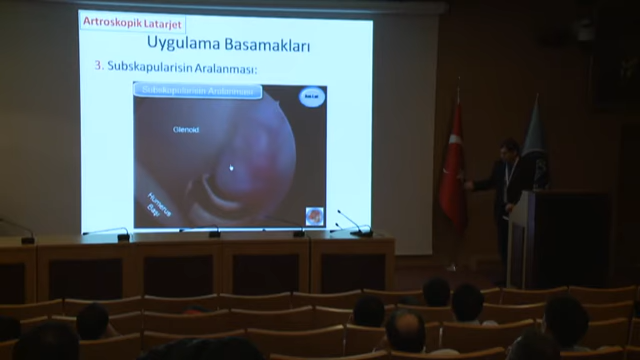 Artroskopik Latarjet
Uygulama Basamakları
3. Subskapularisin Aralanması:
Subskapularisin Aralanması
Glenoid
Humerus
Başı